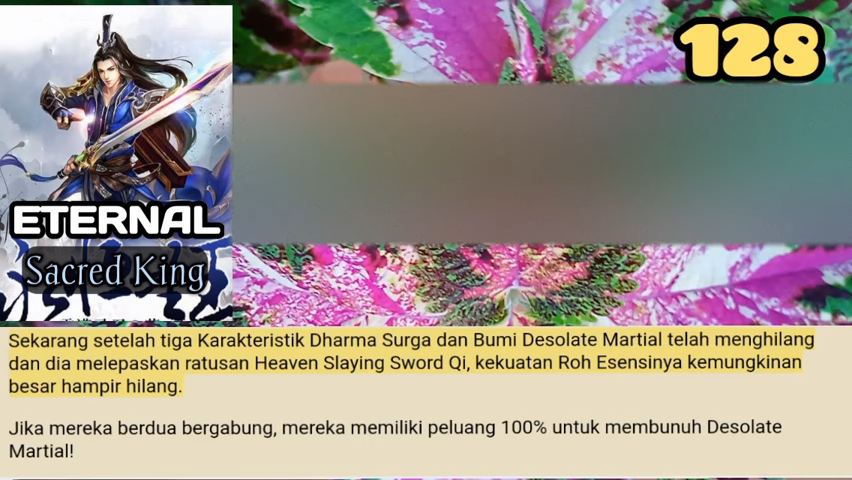 128
ETERNAL
Sacred King
Sekarang setelah tiga Karakteristik Dharma Surga dan Bumi Desolate Martial telah menghilang
dan dia melepaskan ratusan Heaven Slaying Sword Qi, kekuatan Roh Esensinya kemungkinan
besar hampir hilang.
Jika mereka berdua bergabung, mereka memiliki peluang 100% untuk membunuh Desolate
Martial!